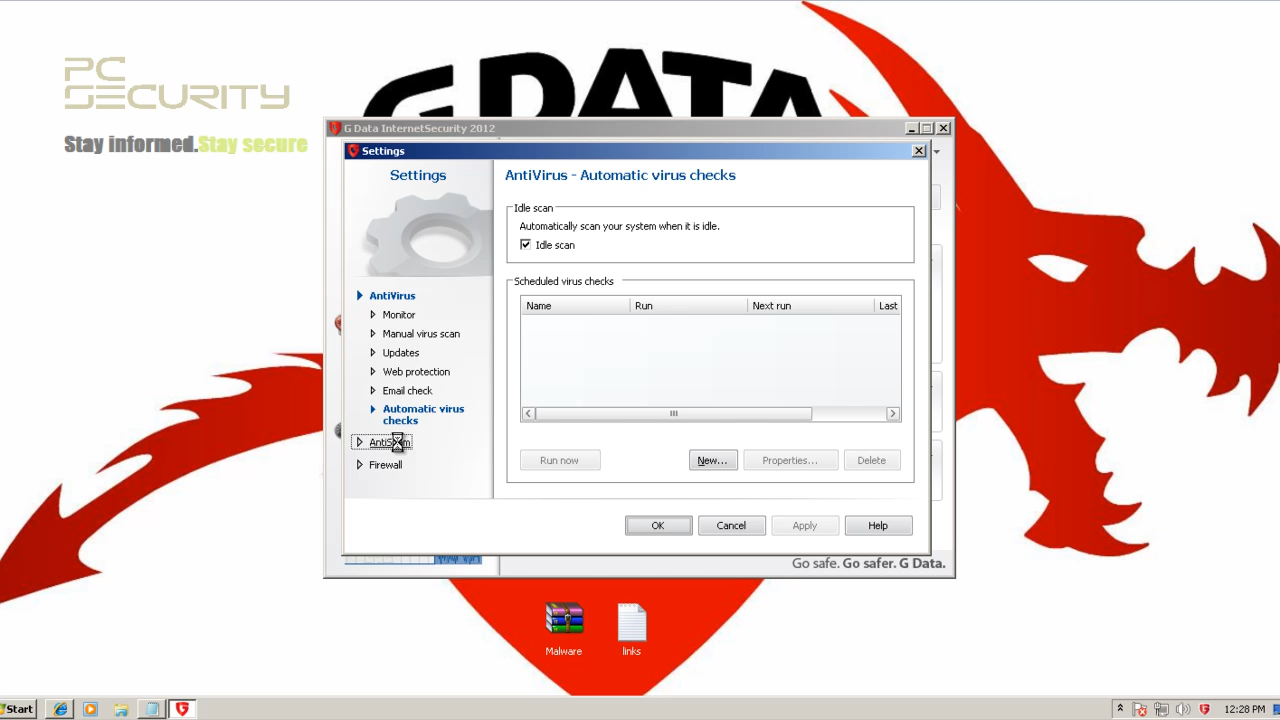 PC
SECURITY
Stay informed.Stay secure
G DATA
G Data InternetSecurity 2012
Settings
Settings
AntiVirus
Monitor
Manual virus scan
Updates
Web protection
Email check
Automatic virus
checks
Firewall
AntiVirus - Automatic virus checks
Idle scan
Automatically scan your system when it is idle.
Idle scan
Scheduled virus checks
Name Run Next run Last
Run now New... Properties... Delete
OK Cancel Apply Help
Go safe. Go safer. G Data.
Malware
links
Start
12:28 PM